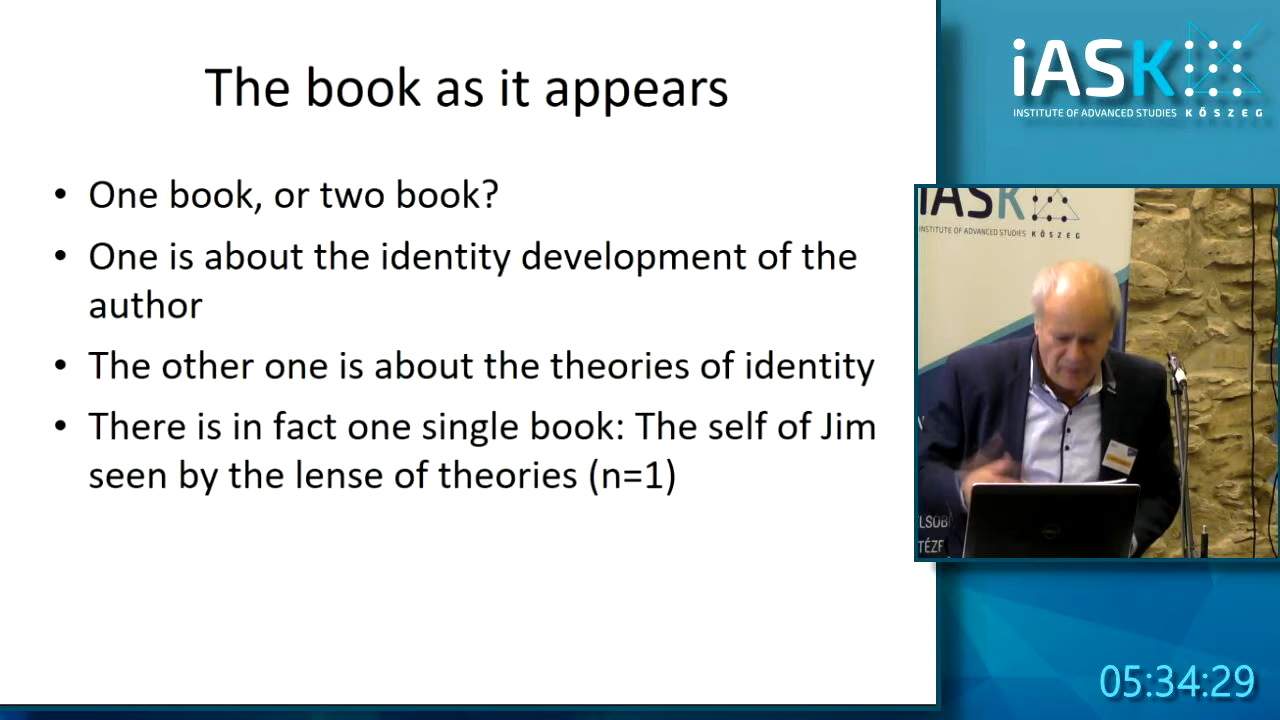 The book as it appears
• One book, or two book?
• One is about the identity development of the
author
• The other one is about the theories of identity
• There is in fact one single book: The self of Jim
seen by the lense of theories (n=1)
iASK
INSTITUTE OF ADVANCED STUDIES KŐSZEG
iASK
INSTITUTE OF ADVANCED STUDIES KŐSZEG
05:34:29